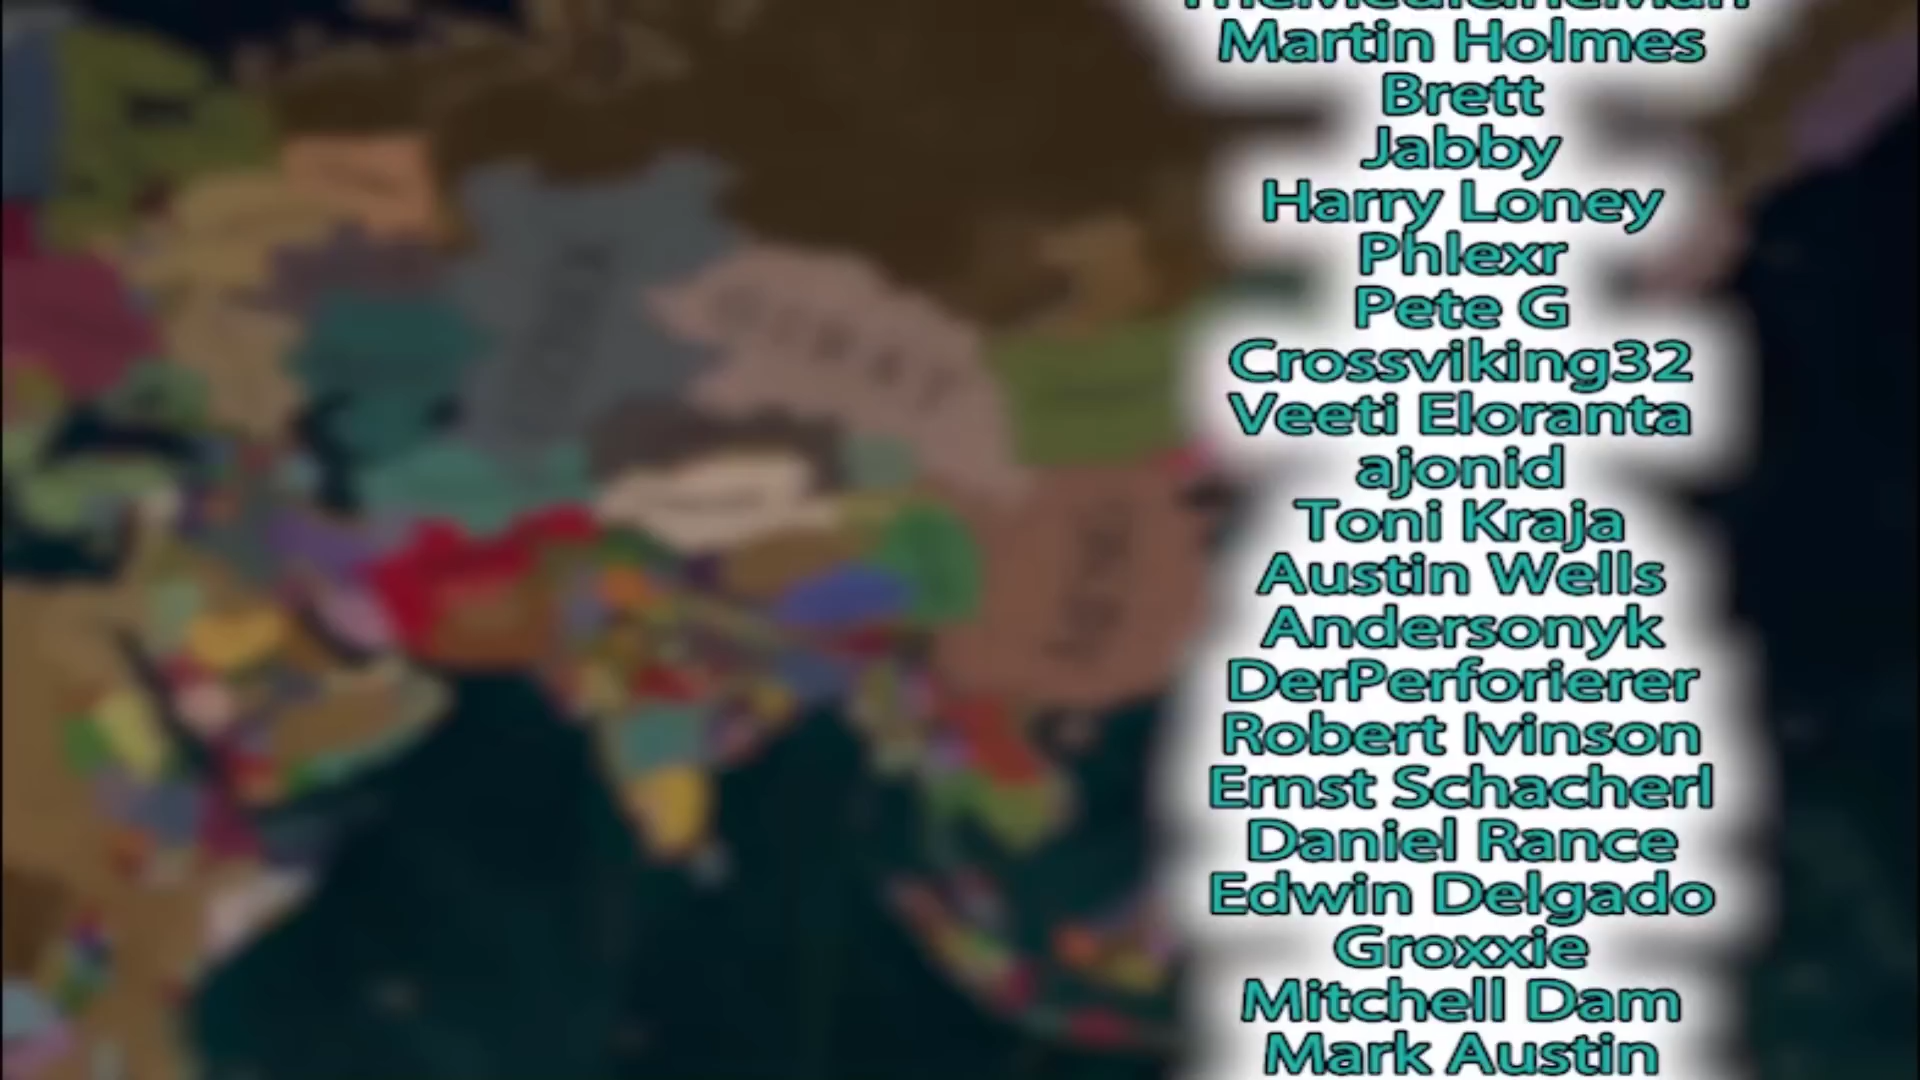 TheMedicineMan
Martin Holmes
Brett
Jabby
Harry Loney
Phlexr
Pete G
Crossviking32
Veeti Eloranta
ajonid
Toni Kraja
Austin Wells
Andersonyk
DerPerforierer
Robert Ivinson
Ernst Schacherl
Daniel Rance
Edwin Delgado
Groxxie
Mitchell Dam
Mark Austin